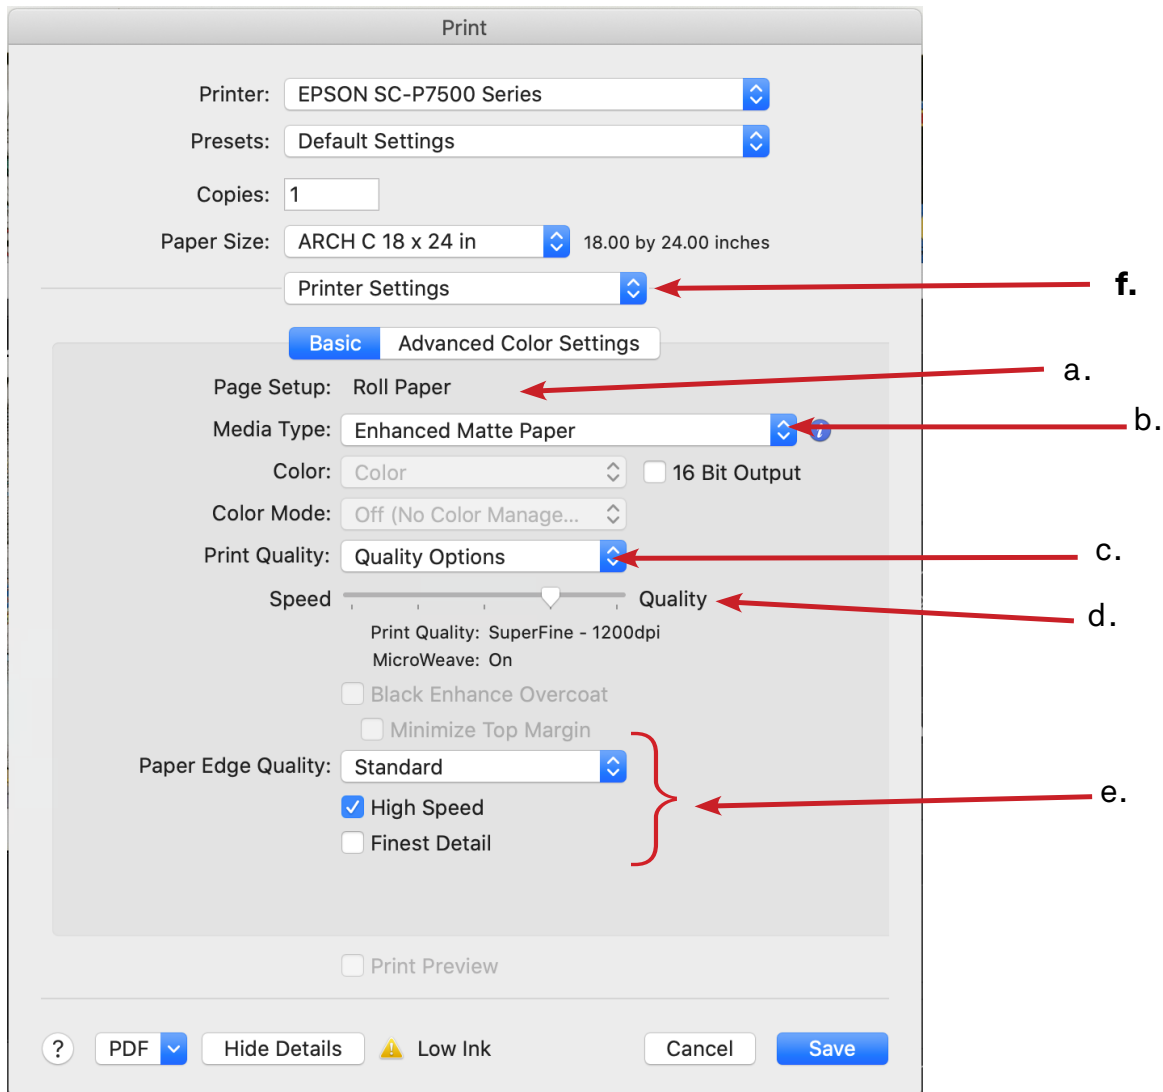 Print
Printer: EPSON SC-P7500 Series
Presets: Default Settings
Copies: 1
Paper Size: ARCH C 18 x 24 in 18.00 by 24.00 inches
Printer Settings f.
Basic Advanced Color Settings
Page Setup: Roll Paper a.
Media Type: Enhanced Matte Paper i b.
Color: Color 16 Bit Output
Color Mode: Off (No Color Manage...
Print Quality: Quality Options c.
Speed Quality d.
Print Quality: SuperFine - 1200dpi
MicroWeave: On
Black Enhance Overcoat
Minimize Top Margin
Paper Edge Quality: Standard
High Speed e.
Finest Detail
Print Preview
? PDF Hide Details Low Ink Cancel Save